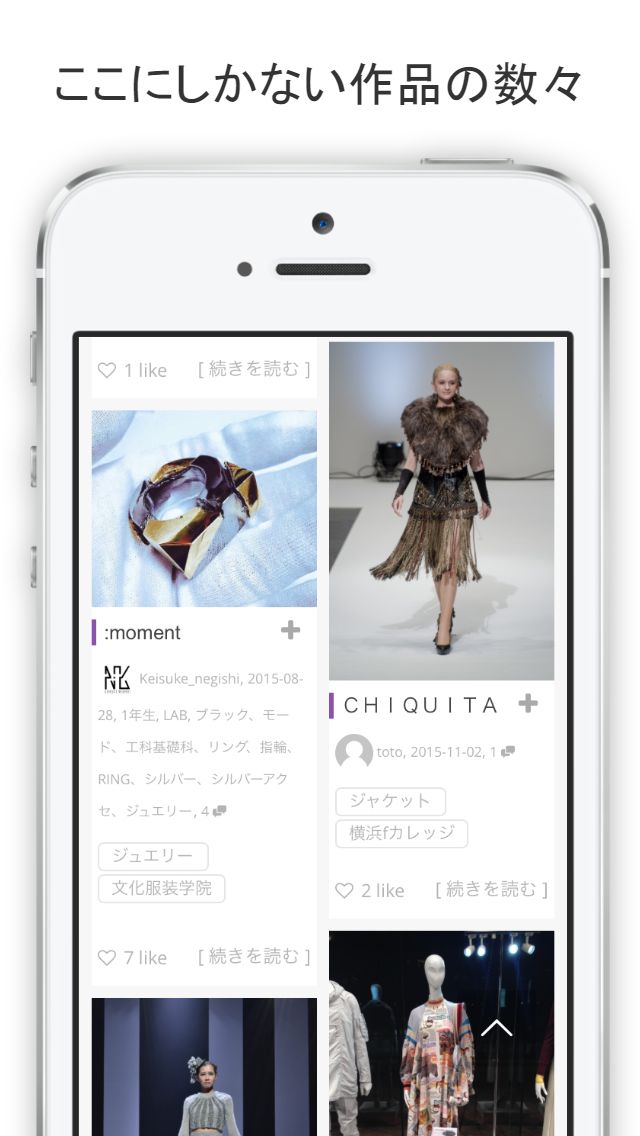 ここにしかない作品の数々
1 like [ 続きを読む ]
:moment
Keisuke_negishi, 2015-08-
28, 1年生, LAB, ブラック、モー
ド、工科基礎科、リング、指輪、
RING、シルバー、シルバーアク
セ、ジュエリー, 4
ジュエリー
文化服装学院
7 like [ 続きを読む ]
CHIQUITA
toto, 2015-11-02, 1
ジャケット
横浜fカレッジ
2 like [ 続きを読む ]